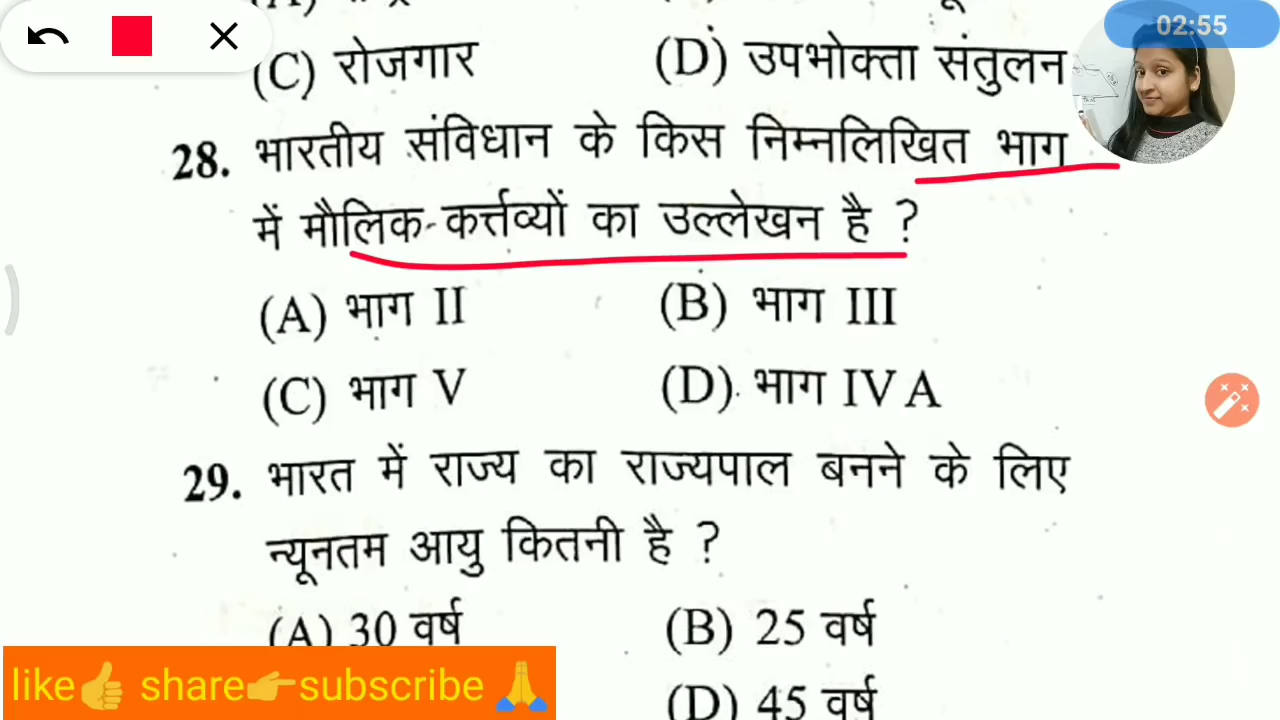 02:55
(C) रोजगार (D) उपभोक्ता संतुलन
28. भारतीय संविधान के किस निम्नलिखित भाग
में मौलिक कर्त्तव्यों का उल्लेखन है ?
(A) भाग II (B) भाग III
(C) भाग V (D) भाग IV A
29. भारत में राज्य का राज्यपाल बनने के लिए
न्यूनतम आयु कितनी है ?
(A) 30 वर्ष (B) 25 वर्ष
like👍 share👉subscribe 🙏
(D) 45 वर्ष